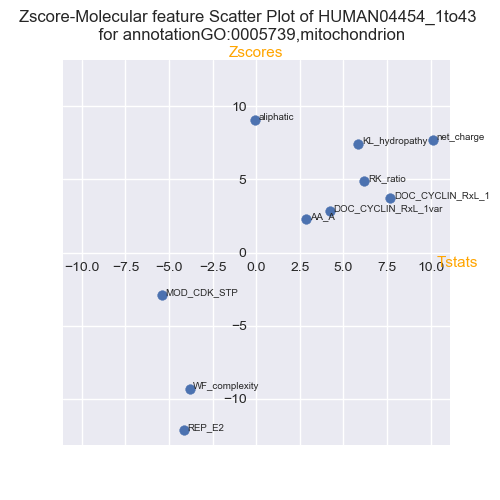 Zscore-Molecular feature Scatter Plot of HUMAN04454_1to43
for annotationGO:0005739,mitochondrion
Zscores
10
aliphatic
KL_hydropathy
net_charge
5
RK_ratio
DOC_CYCLIN_RxL_1
DOC_CYCLIN_RxL_1var
AA_A
0
Tstats
−10.0 −7.5 −5.0 −2.5 0.0 2.5 5.0 7.5 10.0
MOD_CDK_STP
−5
WF_complexity
−10
REP_E2